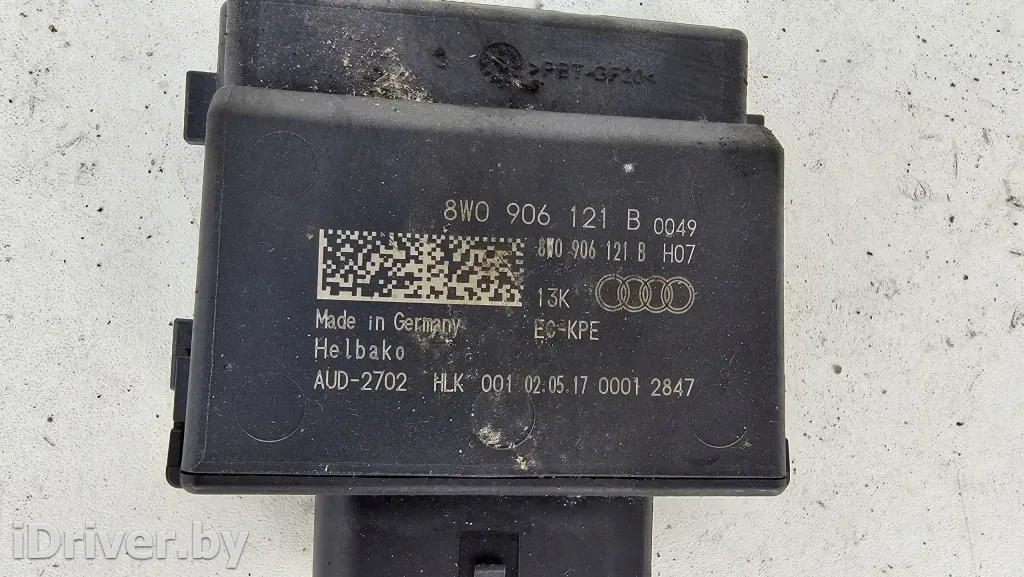 >PBT-GF20<
8W0 906 121 B 0049
8W0 906 121 B H07
13K
Made in Germany
EC-KPE
Helbako
AUD-2702 HLK 001 02.05.17 0001 2847
iDriver.by